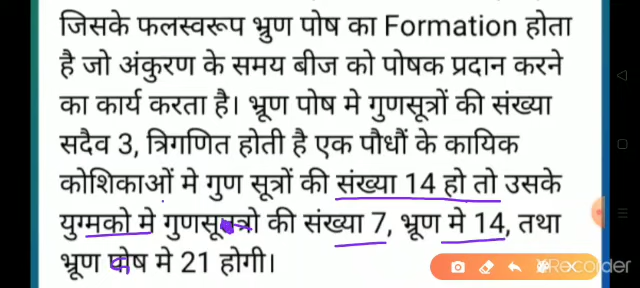 जिसके फलस्वरूप भ्रुण पोष का Formation होता
है जो अंकुरण के समय बीज को पोषक प्रदान करने
का कार्य करता है। भ्रूण पोष मे गुणसूत्रों की संख्या
सदैव 3, त्रिगणित होती है एक पौधौं के कायिक
कोशिकाओं मे गुण सूत्रों की संख्या 14 हो तो उसके
युग्मको मे गुणसूत्रो की संख्या 7, भ्रूण मे 14, तथा
भ्रूण पोष मे 21 होगी।
XRecorder